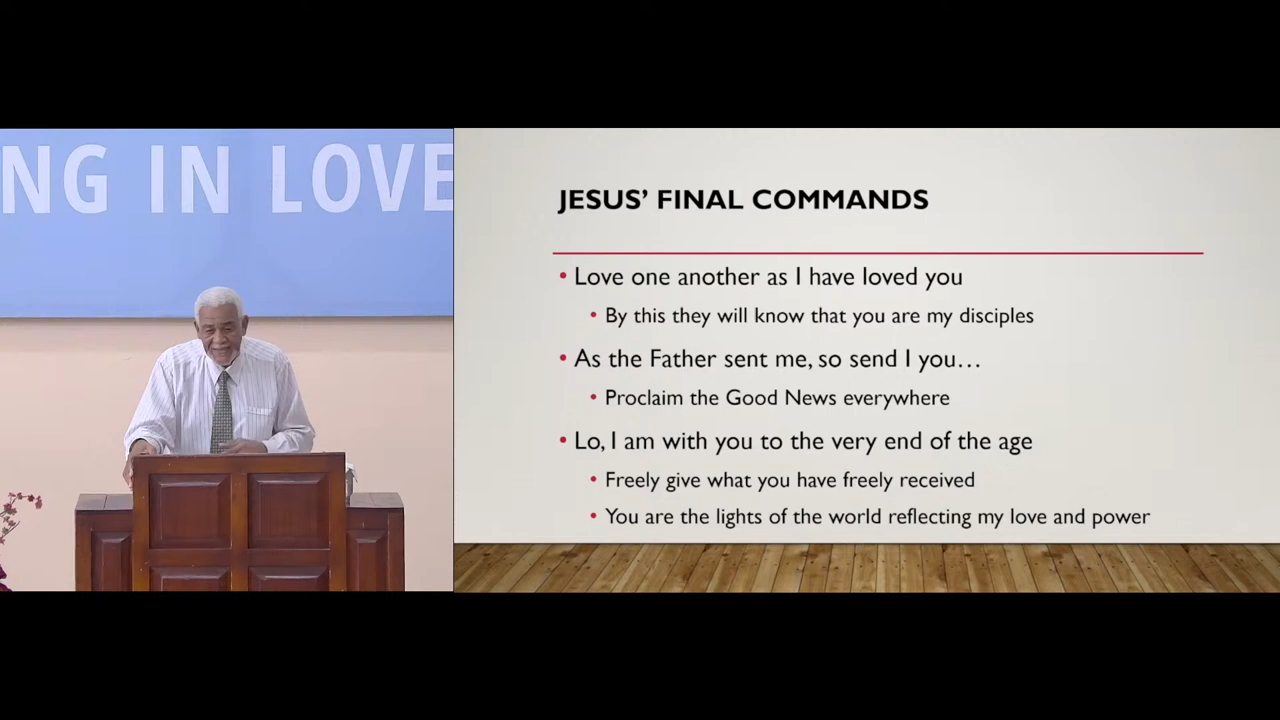 NG IN LOVE
JESUS’ FINAL COMMANDS
• Love one another as I have loved you
• By this they will know that you are my disciples
• As the Father sent me, so send I you…
• Proclaim the Good News everywhere
• Lo, I am with you to the very end of the age
• Freely give what you have freely received
• You are the lights of the world reflecting my love and power